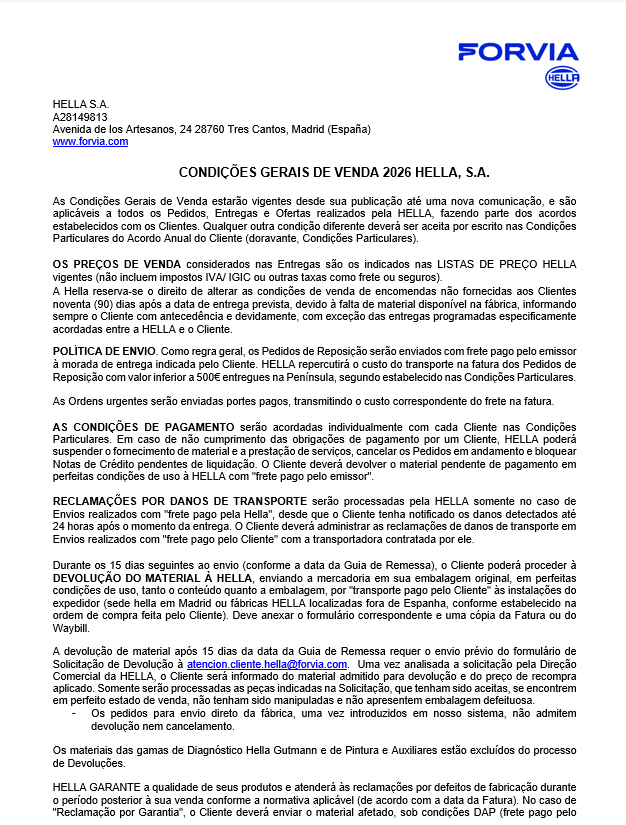 FORVIA
HELLA
HELLA S.A.
A28149813
Avenida de los Artesanos, 24 28760 Tres Cantos, Madrid (España)
www.forvia.com
CONDIÇÕES GERAIS DE VENDA 2026 HELLA, S.A.
As Condições Gerais de Venda estarão vigentes desde sua publicação até uma nova comunicação, e são
aplicáveis a todos os Pedidos, Entregas e Ofertas realizados pela HELLA, fazendo parte dos acordos
estabelecidos com os Clientes. Qualquer outra condição diferente deverá ser aceita por escrito nas Condições
Particulares do Acordo Anual do Cliente (doravante, Condições Particulares).
OS PREÇOS DE VENDA considerados nas Entregas são os indicados nas LISTAS DE PREÇO HELLA
vigentes (não incluem impostos IVA/ IGIC ou outras taxas como frete ou seguros).
A Hella reserva-se o direito de alterar as condições de venda de encomendas não fornecidas aos Clientes
noventa (90) dias após a data de entrega prevista, devido à falta de material disponível na fábrica, informando
sempre o Cliente com antecedência e devidamente, com exceção das entregas programadas especificamente
acordadas entre a HELLA e o Cliente.
POLÌTICA DE ENVIO. Como regra geral, os Pedidos de Reposição serão enviados com frete pago pelo emissor
à morada de entrega indicada pelo Cliente. HELLA repercutirá o custo do transporte na fatura dos Pedidos de
Reposição com valor inferior a 500€ entregues na Península, segundo estabelecido nas Condições Particulares.
As Ordens urgentes serão enviadas portes pagos, transmitindo o custo correspondente do frete na fatura.
AS CONDIÇÕES DE PAGAMENTO serão acordadas individualmente com cada Cliente nas Condições
Particulares. Em caso de não cumprimento das obrigações de pagamento por um Cliente, HELLA poderá
suspender o fornecimento de material e a prestação de serviços, cancelar os Pedidos em andamento e bloquear
Notas de Crédito pendentes de liquidação. O Cliente deverá devolver o material pendente de pagamento em
perfeitas condições de uso à HELLA com "frete pago pelo emissor".
RECLAMAÇÕES POR DANOS DE TRANSPORTE serão processadas pela HELLA somente no caso de
Envios realizados com "frete pago pela Hella", desde que o Cliente tenha notificado os danos detectados até
24 horas após o momento da entrega. O Cliente deverá administrar as reclamações de danos de transporte em
Envios realizados com "frete pago pelo Cliente" com a transportadora contratada por ele.
Durante os 15 dias seguintes ao envio (conforme a data da Guia de Remessa), o Cliente poderá proceder à
DEVOLUÇÃO DO MATERIAL À HELLA, enviando a mercadoria em sua embalagem original, em perfeitas
condições de uso, tanto o conteúdo quanto a embalagem, por "transporte pago pelo Cliente" às instalações do
expedidor (sede hella em Madrid ou fábricas HELLA localizadas fora de Espanha, conforme estabelecido na
ordem de compra feita pelo Cliente). Deve anexar o formulário correspondente e uma cópia da Fatura ou do
Waybill.
A devolução de material após 15 dias da data da Guia de Remessa requer o envio prévio do formulário de
Solicitação de Devolução à atencion.cliente.hella@forvia.com. Uma vez analisada a solicitação pela Direção
Comercial da HELLA, o Cliente será informado do material admitido para devolução e do preço de recompra
aplicado. Somente serão processadas as peças indicadas na Solicitação, que tenham sido aceitas, se encontrem
em perfeito estado de venda, não tenham sido manipuladas e não apresentem embalagem defeituosa.
- Os pedidos para envio direto da fábrica, uma vez introduzidos em nosso sistema, não admitem
devolução nem cancelamento.
Os materiais das gamas de Diagnóstico Hella Gutmann e de Pintura e Auxiliares estão excluídos do processo
de Devoluções.
HELLA GARANTE a qualidade de seus produtos e atenderá às reclamações por defeitos de fabricação durante
o período posterior à sua venda conforme a normativa aplicável (de acordo com a data da Fatura). No caso de
"Reclamação por Garantia", o Cliente deverá enviar o material afetado, sob condições DAP (frete pago pelo